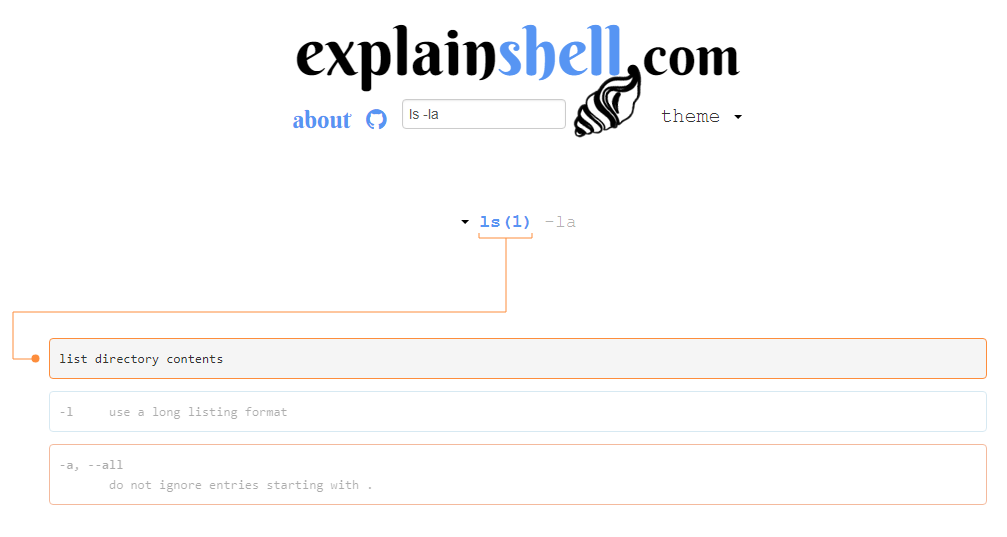 explainshell.com
about
ls -la
theme
ls(1) -la
list directory contents
-l     use a long listing format
-a, --all
       do not ignore entries starting with .